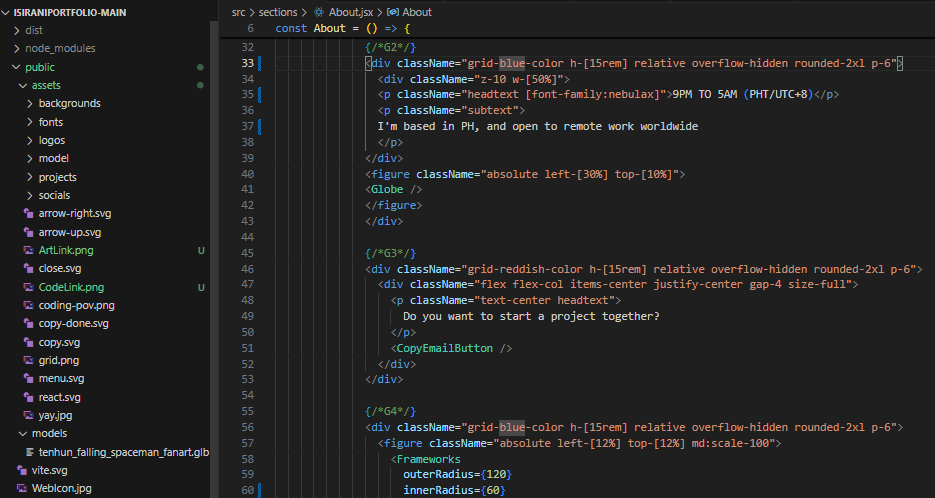 ISIRANIPORTFOLIO-MAIN
dist
node_modules
public
assets
backgrounds
fonts
logos
model
projects
socials
arrow-right.svg
arrow-up.svg
ArtLink.png U
close.svg
CodeLink.png U
coding-pov.png
copy-done.svg
copy.svg
grid.png
menu.svg
react.svg
yay.jpg
models
tenhun_falling_spaceman_fanart.glb
vite.svg
WebIcon.jpg
src > sections > About.jsx > About
6 const About = () => {
32 {/*G2*/}
33 <div className="grid-blue-color h-[15rem] relative overflow-hidden rounded-2xl p-6">
34 <div className="z-10 w-[50%]">
35 <p className="headtext [font-family:nebulax]">9PM TO 5AM (PHT/UTC+8)</p>
36 <p className="subtext">
37 I'm based in PH, and open to remote work worldwide
38 </p>
39 </div>
40 <figure className="absolute left-[30%] top-[10%]">
41 <Globe />
42 </figure>
43 </div>
44
45 {/*G3*/}
46 <div className="grid-reddish-color h-[15rem] relative overflow-hidden rounded-2xl p-6">
47 <div className="flex flex-col items-center justify-center gap-4 size-full">
48 <p className="text-center headtext">
49 Do you want to start a project together?
50 </p>
51 <CopyEmailButton />
52 </div>
53 </div>
54
55 {/*G4*/}
56 <div className="grid-blue-color h-[15rem] relative overflow-hidden rounded-2xl p-6">
57 <figure className="absolute left-[12%] top-[12%] md:scale-100">
58 <Frameworks
59 outerRadius={120}
60 innerRadius={60}